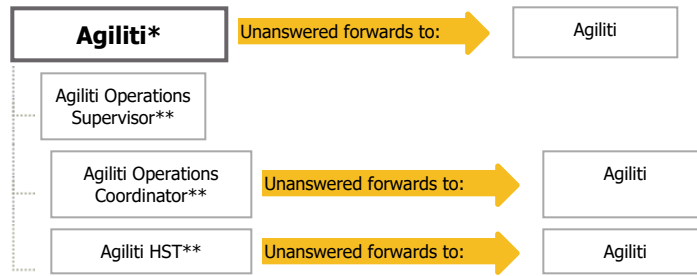 Agiliti*
Unanswered forwards to:
Agiliti
Agiliti Operations
Supervisor**
Agiliti Operations
Coordinator**
Unanswered forwards to:
Agiliti
Agiliti HST**
Unanswered forwards to:
Agiliti